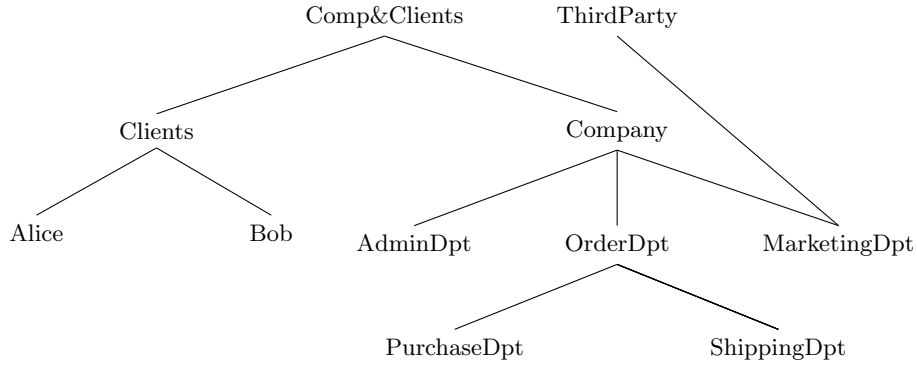 Comp&Clients ThirdParty
Clients Company
Alice Bob AdminDpt OrderDpt MarketingDpt
PurchaseDpt ShippingDpt